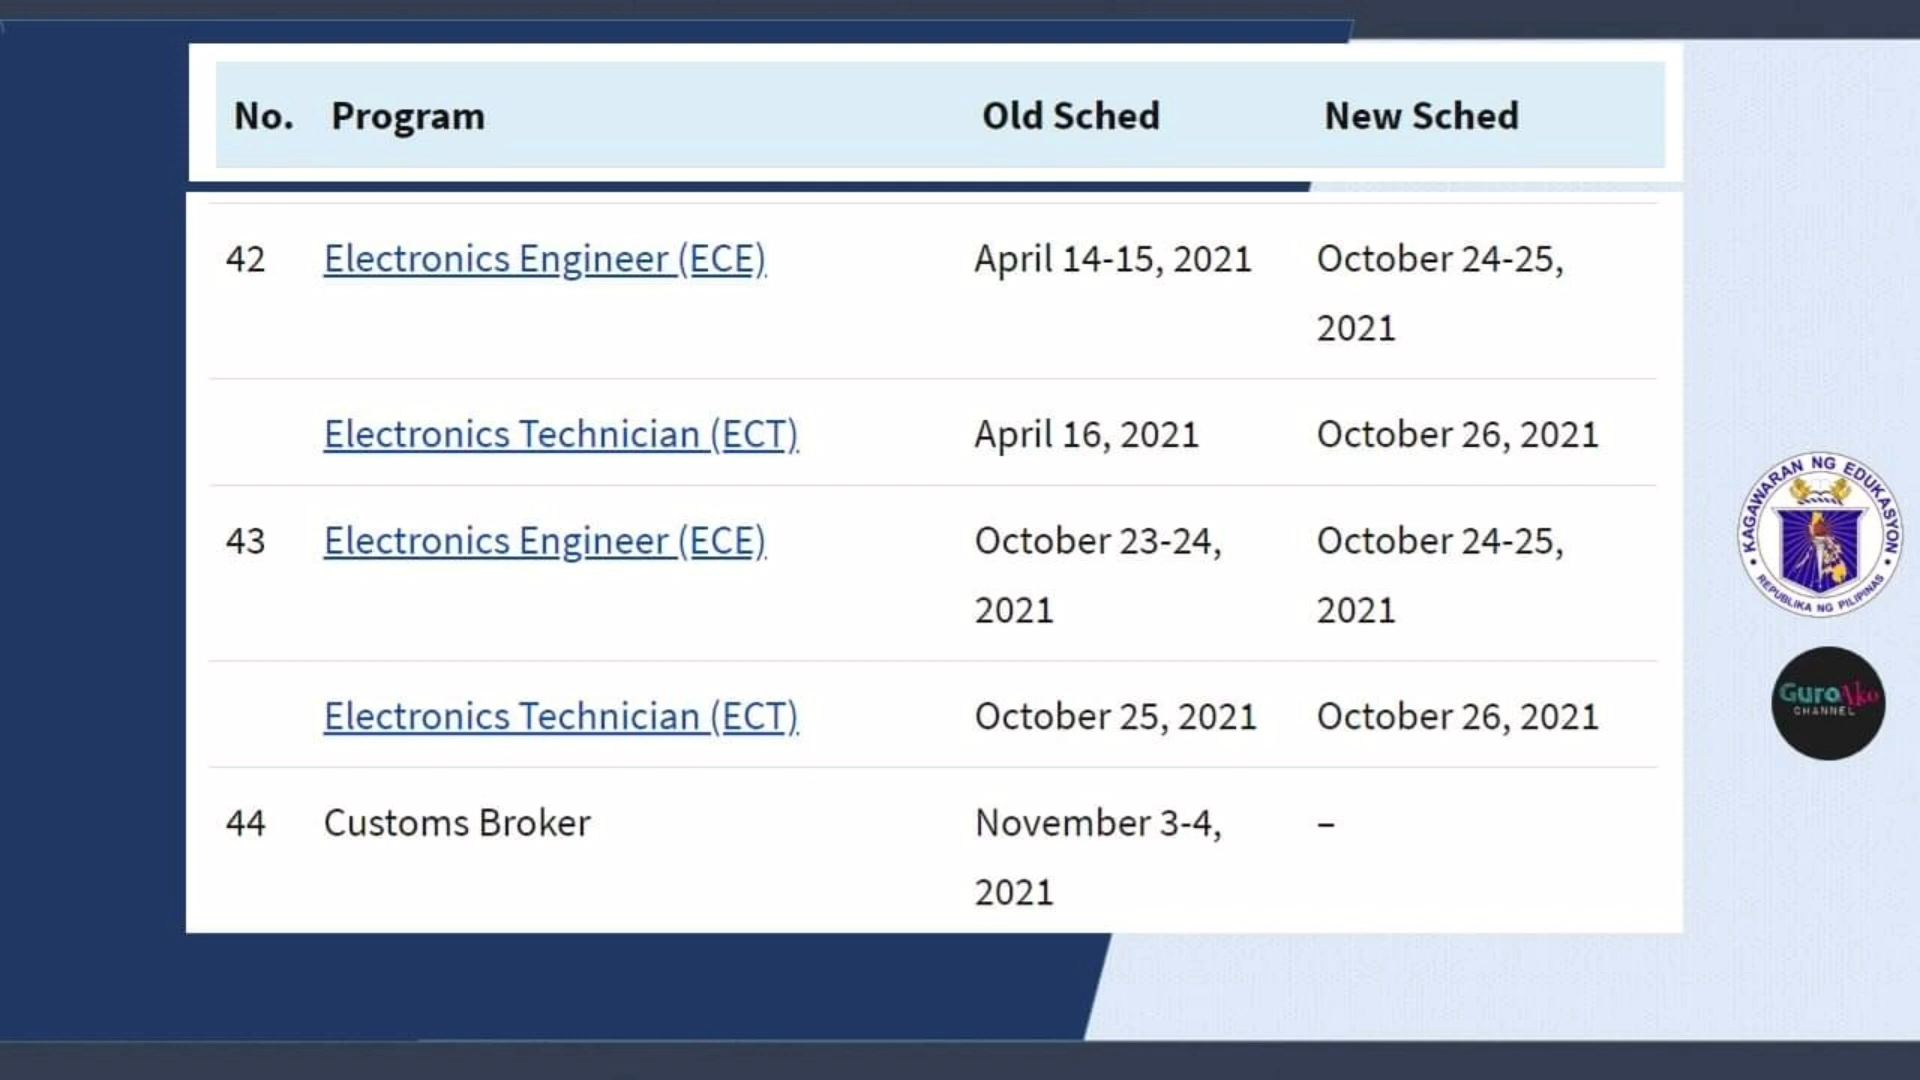 No. Program Old Sched New Sched
42 Electronics Engineer (ECE) April 14-15, 2021 October 24-25,
2021
Electronics Technician (ECT) April 16, 2021 October 26, 2021
43 Electronics Engineer (ECE) October 23-24, October 24-25,
2021 2021
Electronics Technician (ECT) October 25, 2021 October 26, 2021
44 Customs Broker November 3-4, –
2021
KAGAWARAN NG EDUKASYON
REPUBLIKA NG PILIPINAS
GuroAko
CHANNEL